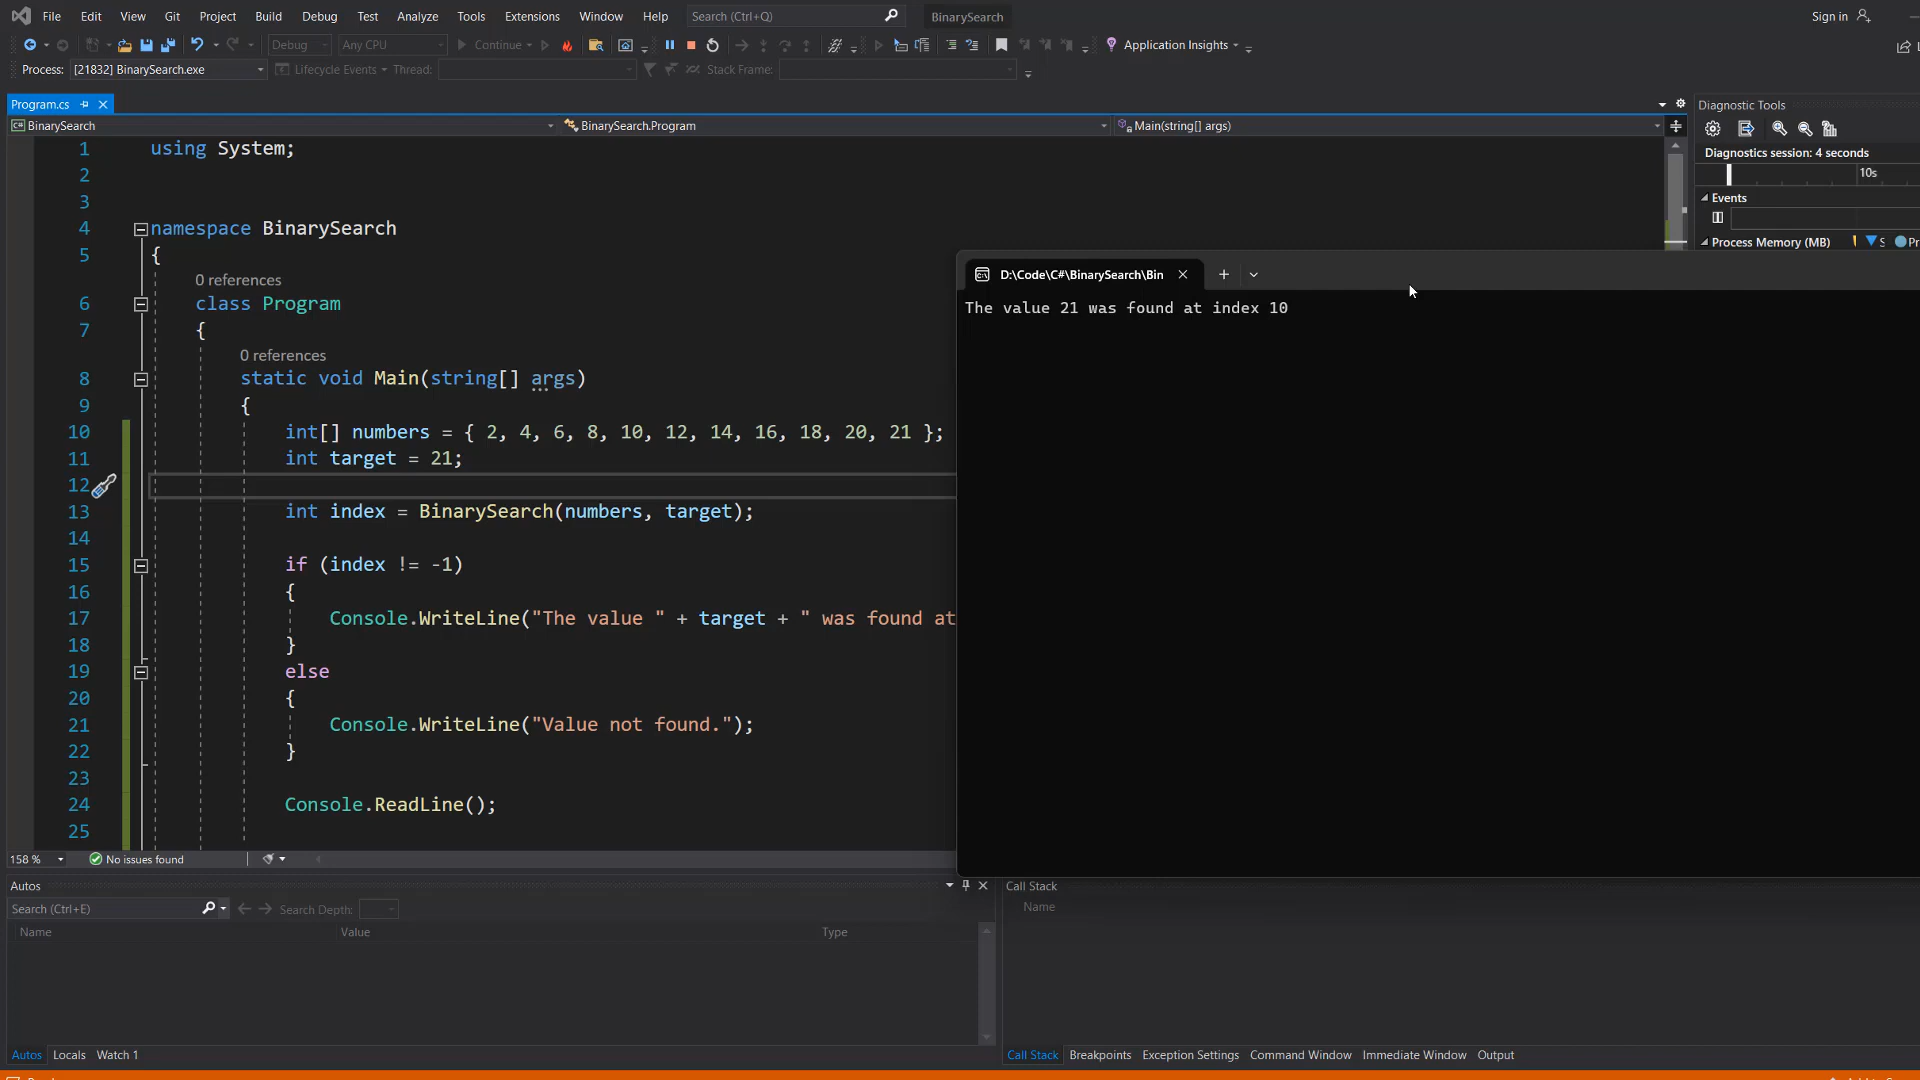 File Edit View Git Project Build Debug Test Analyze Tools Extensions Window Help Search (Ctrl+Q) BinarySearch Sign in
Debug Any CPU Continue Application Insights
Process: [21832] BinarySearch.exe Lifecycle Events Thread: Stack Frame:
Program.cs
BinarySearch BinarySearch.Program Main(string[] args)
1 using System;
2
3
4 namespace BinarySearch
5 {
0 references
6 class Program
7 {
0 references
8 static void Main(string[] args)
9 {
10 int[] numbers = { 2, 4, 6, 8, 10, 12, 14, 16, 18, 20, 21 };
11 int target = 21;
12
13 int index = BinarySearch(numbers, target);
14
15 if (index != -1)
16 {
17 Console.WriteLine("The value " + target + " was found at
18 }
19 else
20 {
21 Console.WriteLine("Value not found.");
22 }
23
24 Console.ReadLine();
25
158 % No issues found
D:\Code\C#\BinarySearch\Bin
The value 21 was found at index 10
Diagnostic Tools
Diagnostics session: 4 seconds
10s
Events
Process Memory (MB) S Pr
Autos
Search (Ctrl+E) Search Depth:
Name Value Type
Autos Locals Watch 1
Call Stack
Name
Call Stack Breakpoints Exception Settings Command Window Immediate Window Output